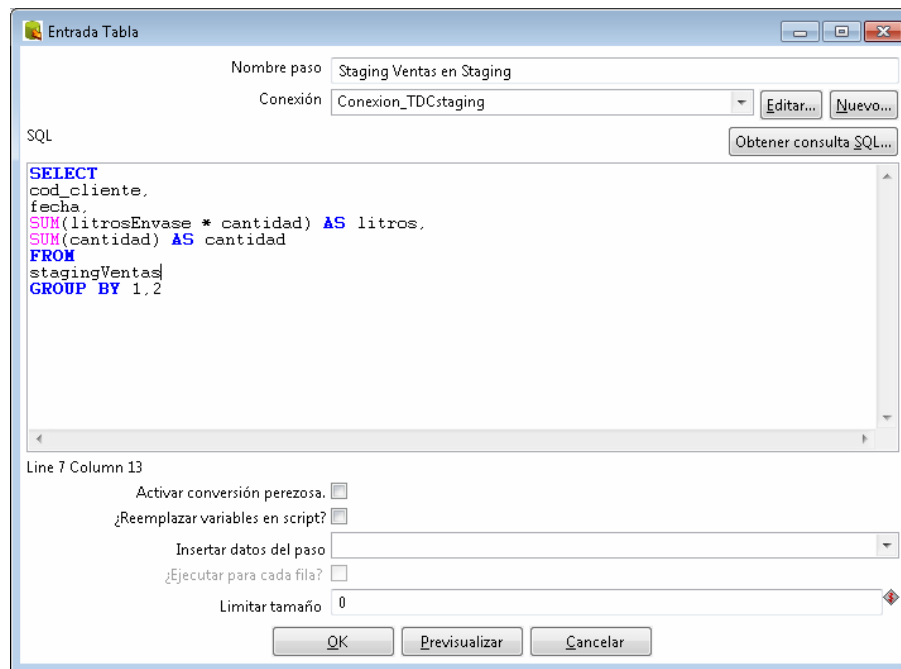 Entrada Tabla
Nombre paso Staging Ventas en Staging
Conexión Conexion_TDCstaging Editar... Nuevo...
SQL Obtener consulta SQL...
SELECT
cod_cliente,
fecha,
SUM(litrosEnvase * cantidad) AS litros,
SUM(cantidad) AS cantidad
FROM
stagingVentas
GROUP BY 1,2
Line 7 Column 13
Activar conversión perezosa.
¿Reemplazar variables en script?
Insertar datos del paso
¿Ejecutar para cada fila?
Limitar tamaño 0
OK Previsualizar Cancelar